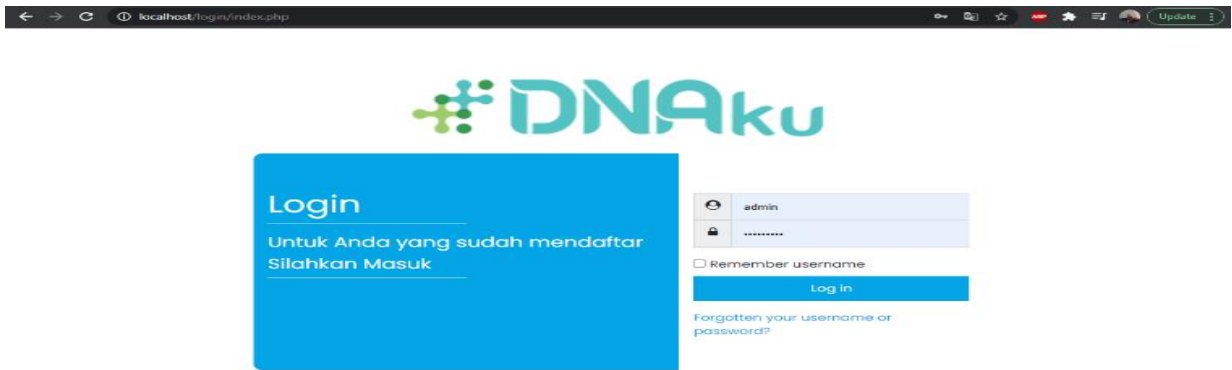 localhost/login/index.php
ABP
Update
DNAku
Login
Untuk Anda yang sudah mendaftar
Silahkan Masuk
admin
•••••••••
Remember username
Log in
Forgotten your username or
password?